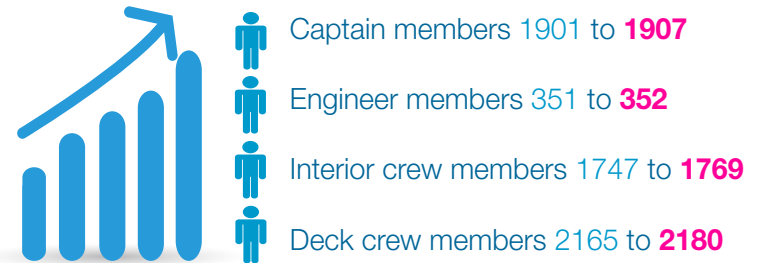 Captain members 1901 to 1907
Engineer members 351 to 352
Interior crew members 1747 to 1769
Deck crew members 2165 to 2180